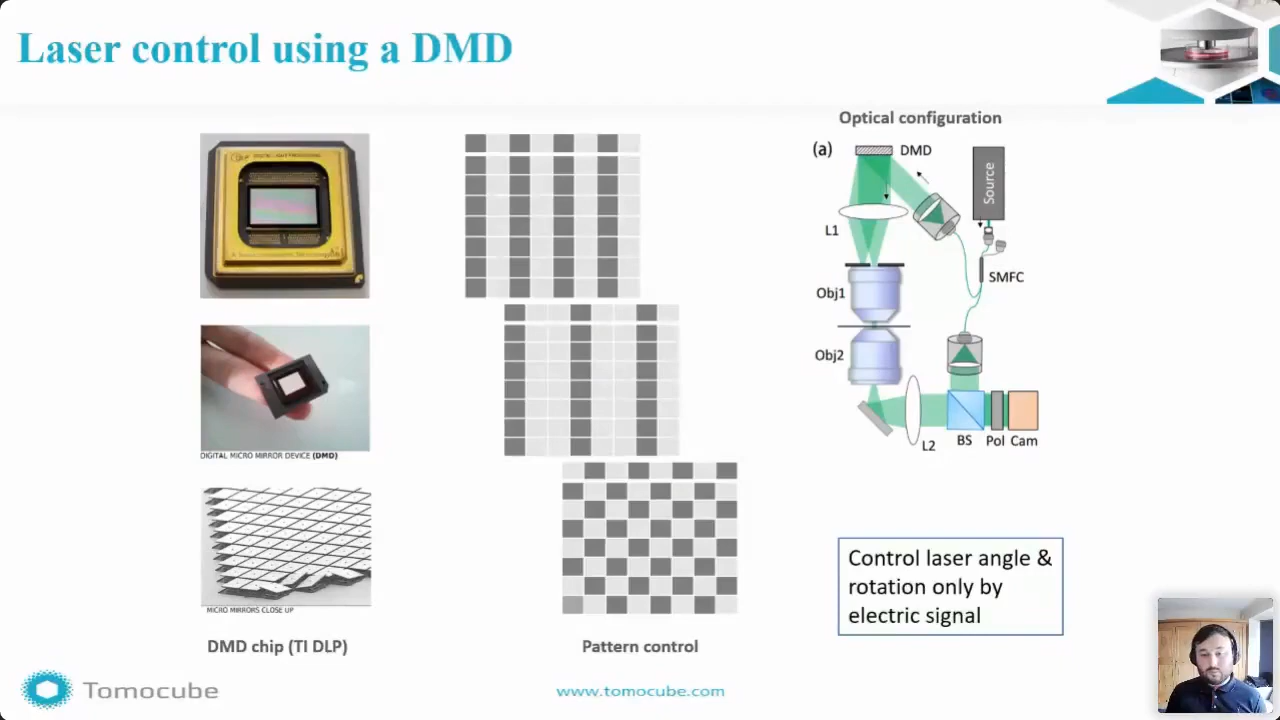 Laser control using a DMD
DIGITAL MICRO MIRROR DEVICE (DMD)
MICRO MIRRORS CLOSE UP
DMD chip (TI DLP)
Pattern control
Optical configuration
(a)
DMD
Source
L1
SMFC
Obj1
Obj2
L2
BS
Pol
Cam
Control laser angle &
rotation only by
electric signal
Tomocube
www.tomocube.com